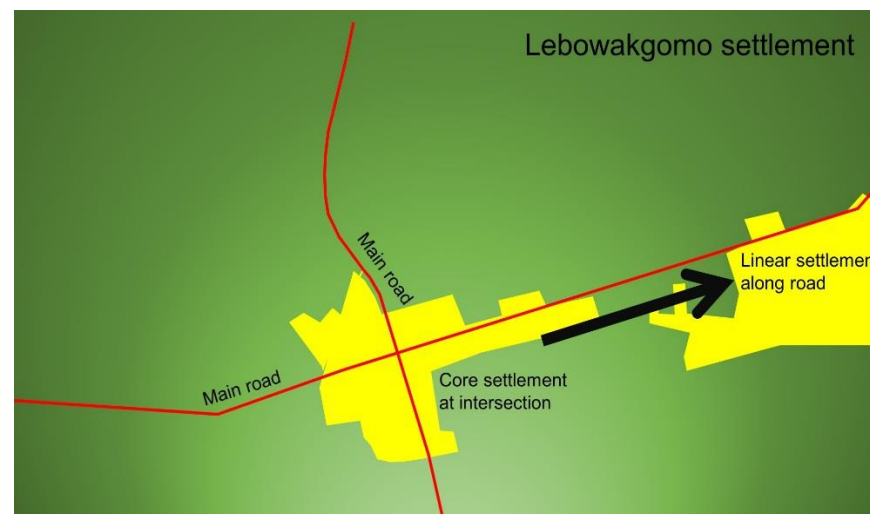 Lebowakgomo settlement
Main road
Main road
Core settlement
at intersection
Linear settlemen
along road